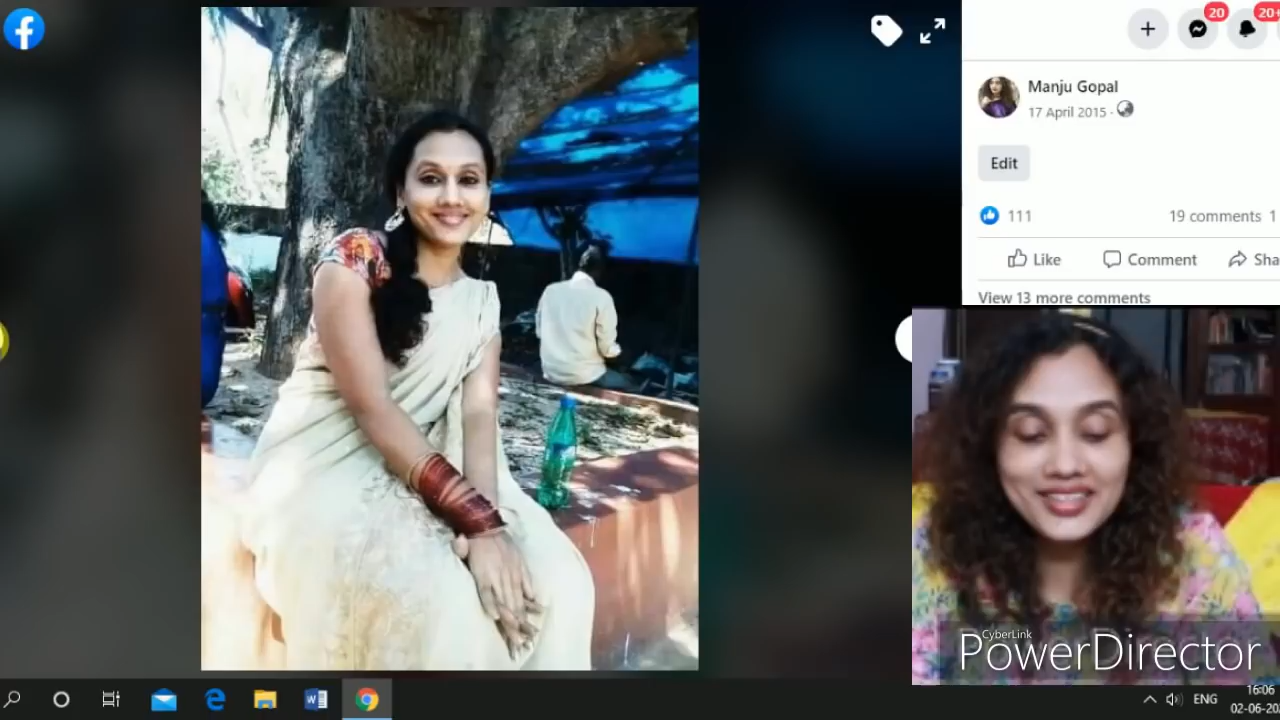 20
20+
Manju Gopal
17 April 2015 ·
Edit
111
19 comments 1
Like
Comment
Sha
View 13 more comments
CyberLink
PowerDirector
ENG
16:06
02-06-20